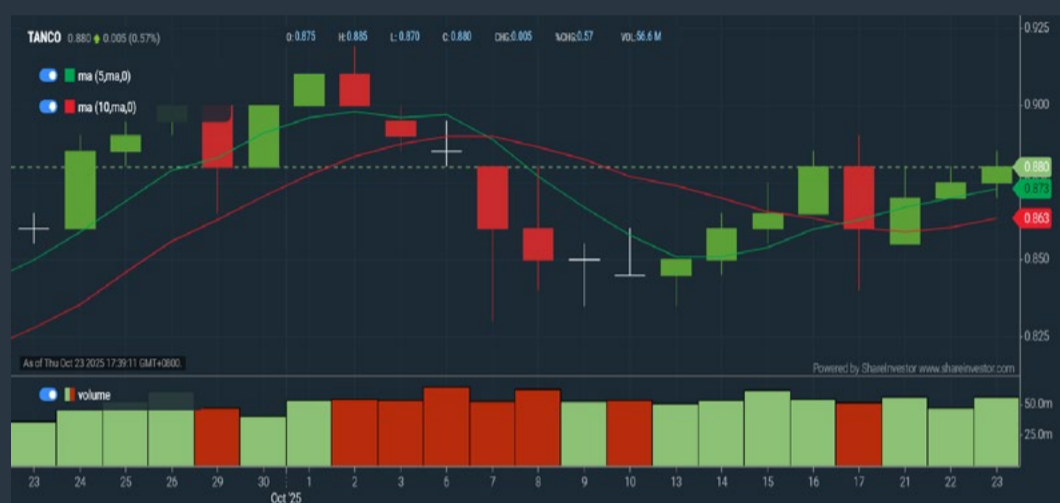 TANCO 0.880 0.005 (0.57%) O:0.875 H:0.885 L:0.870 C:0.880 CHG:0.005 %CHG:0.57 VOL:56.6 M
0.925
ma (5,ma,0)
ma (10,ma,0)
0.900
0.880
0.873
0.863
0.850
0.825
As of Thu Oct 23 2025 17:39:11 GMT+0800.
Powered by ShareInvestor www.shareinvestor.com
volume
50.0m
25.0m
23 24 25 26 29 30 1 2 3 6 7 8 9 10 13 14 15 16 17 21 22 23
Oct '25